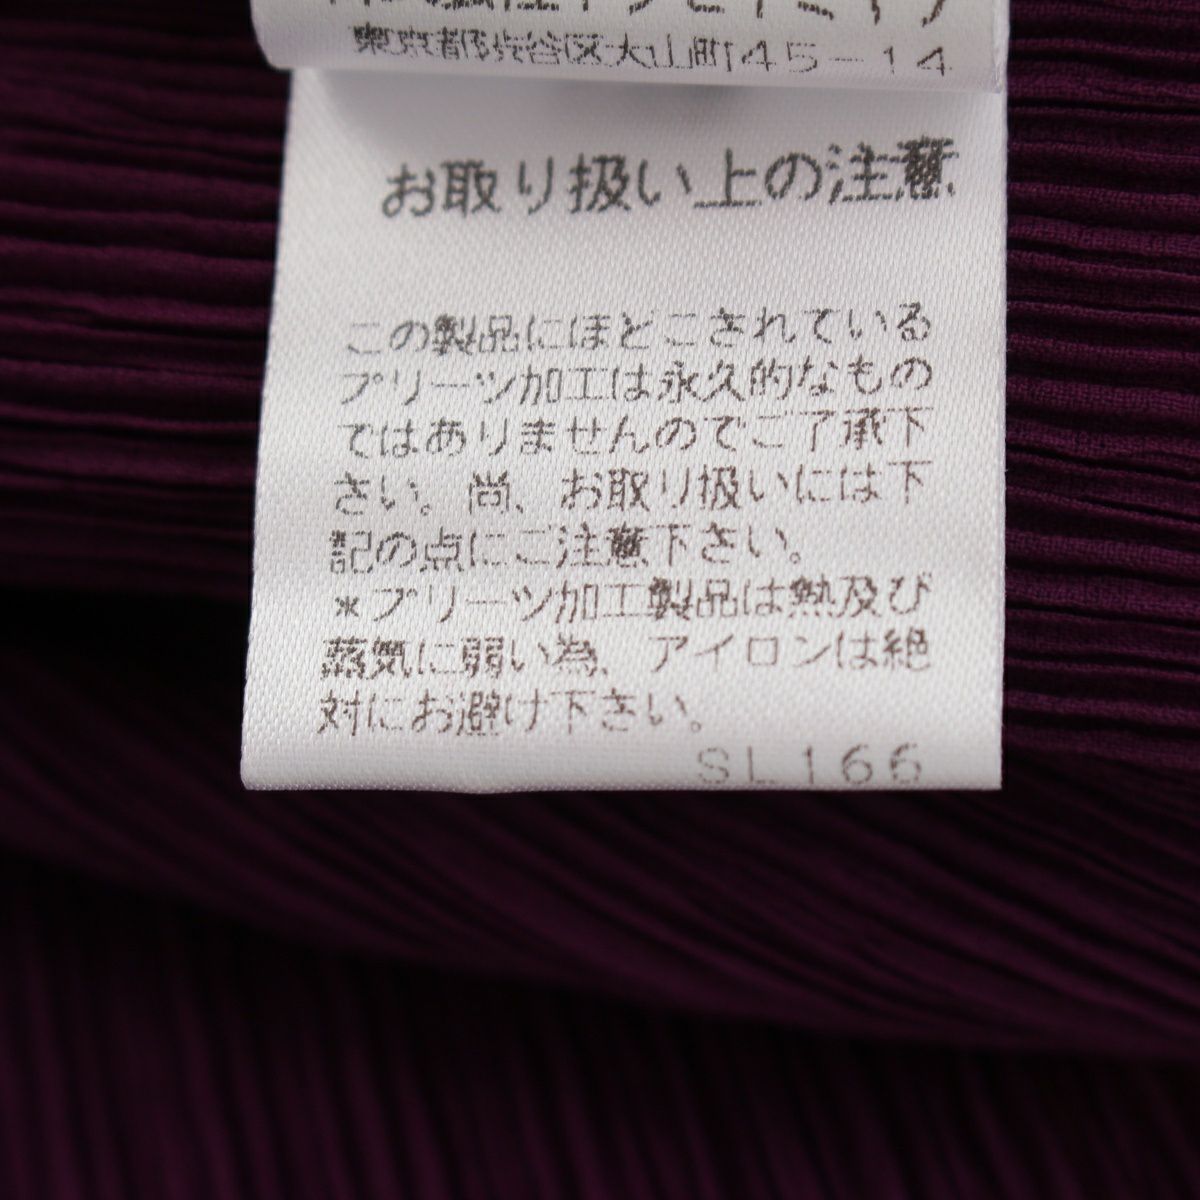 東京都渋谷区大山町45-14
お取り扱い上の注意
この製品にほどこされている
プリーツ加工は永久的なもの
ではありませんのでご了承下
さい。尚、お取り扱いには下
記の点にご注意下さい。
*プリーツ加工製品は熱及び
蒸気に弱い為、アイロンは絶
対にお避け下さい。
SL166